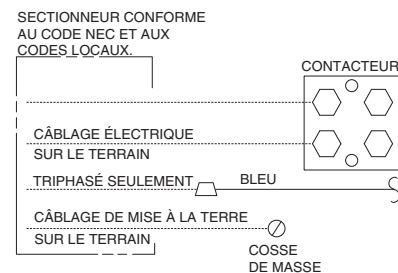 SECTIONNEUR CONFORME
AU CODE NEC ET AUX
CODES LOCAUX.
CONTACTEUR
CÂBLAGE ÉLECTRIQUE
SUR LE TERRAIN
TRIPHASÉ SEULEMENT
BLEU
CÂBLAGE DE MISE À LA TERRE
SUR LE TERRAIN
COSSE
DE MASSE